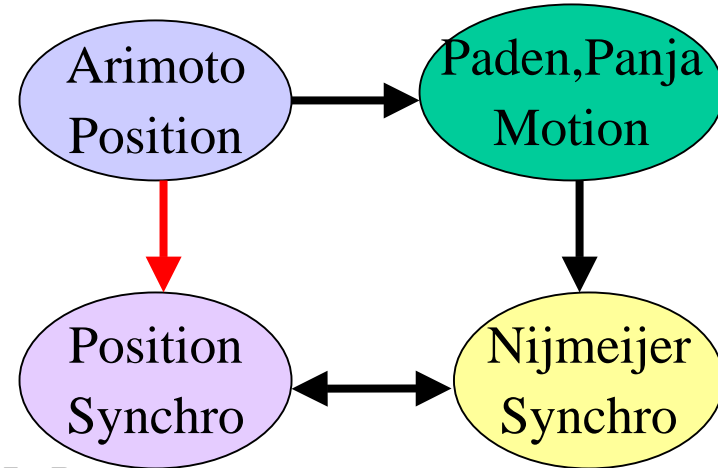 Arimoto
Position
Paden,Panja
Motion
Position
Synchro
Nijmeijer
Synchro